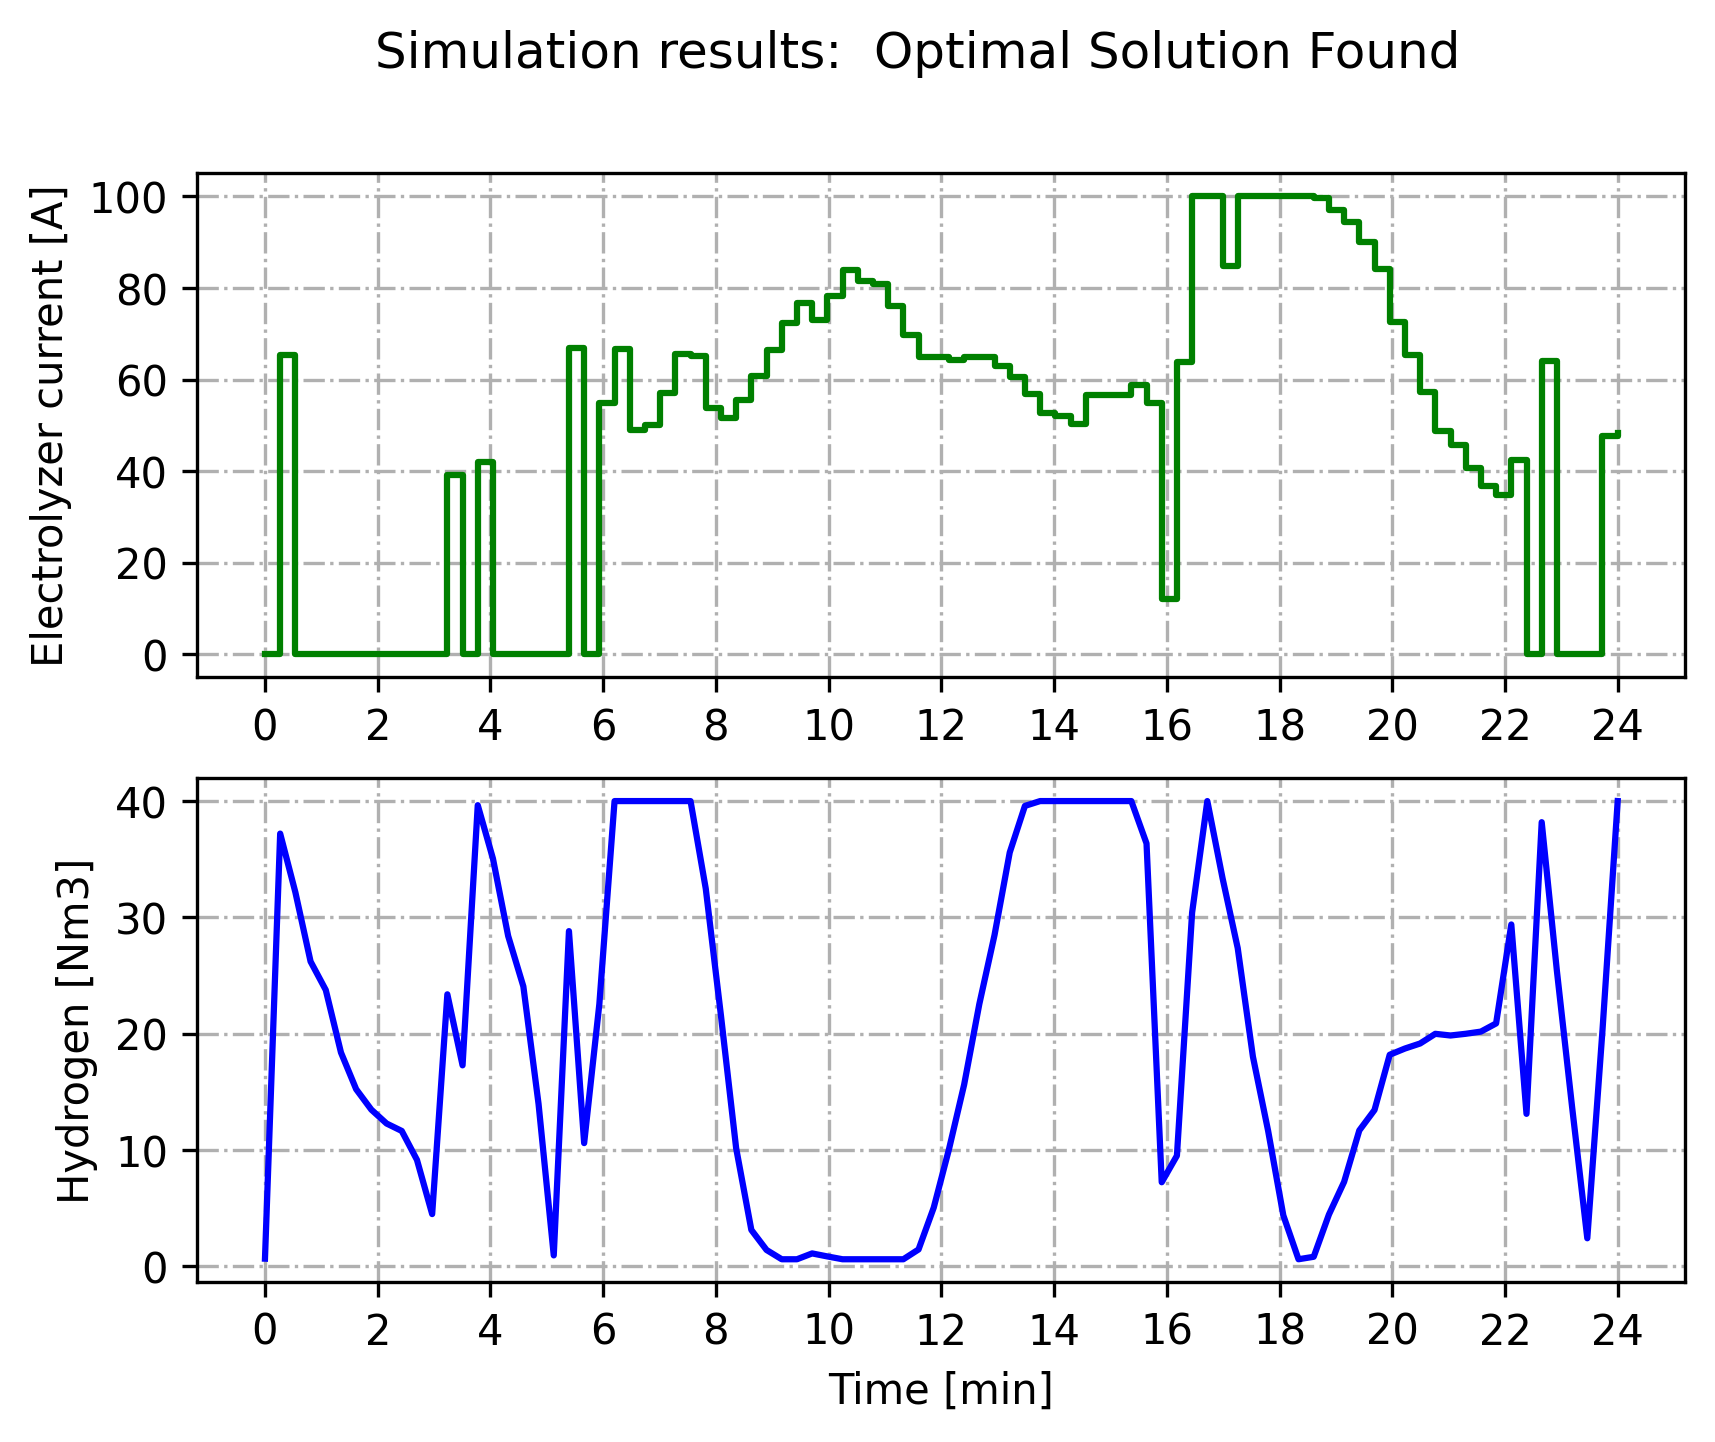 Simulation results:  Optimal Solution Found
Electrolyzer current [A]
100
80
60
40
20
0
0 2 4 6 8 10 12 14 16 18 20 22 24
Hydrogen [Nm3]
40
30
20
10
0
0 2 4 6 8 10 12 14 16 18 20 22 24
Time [min]